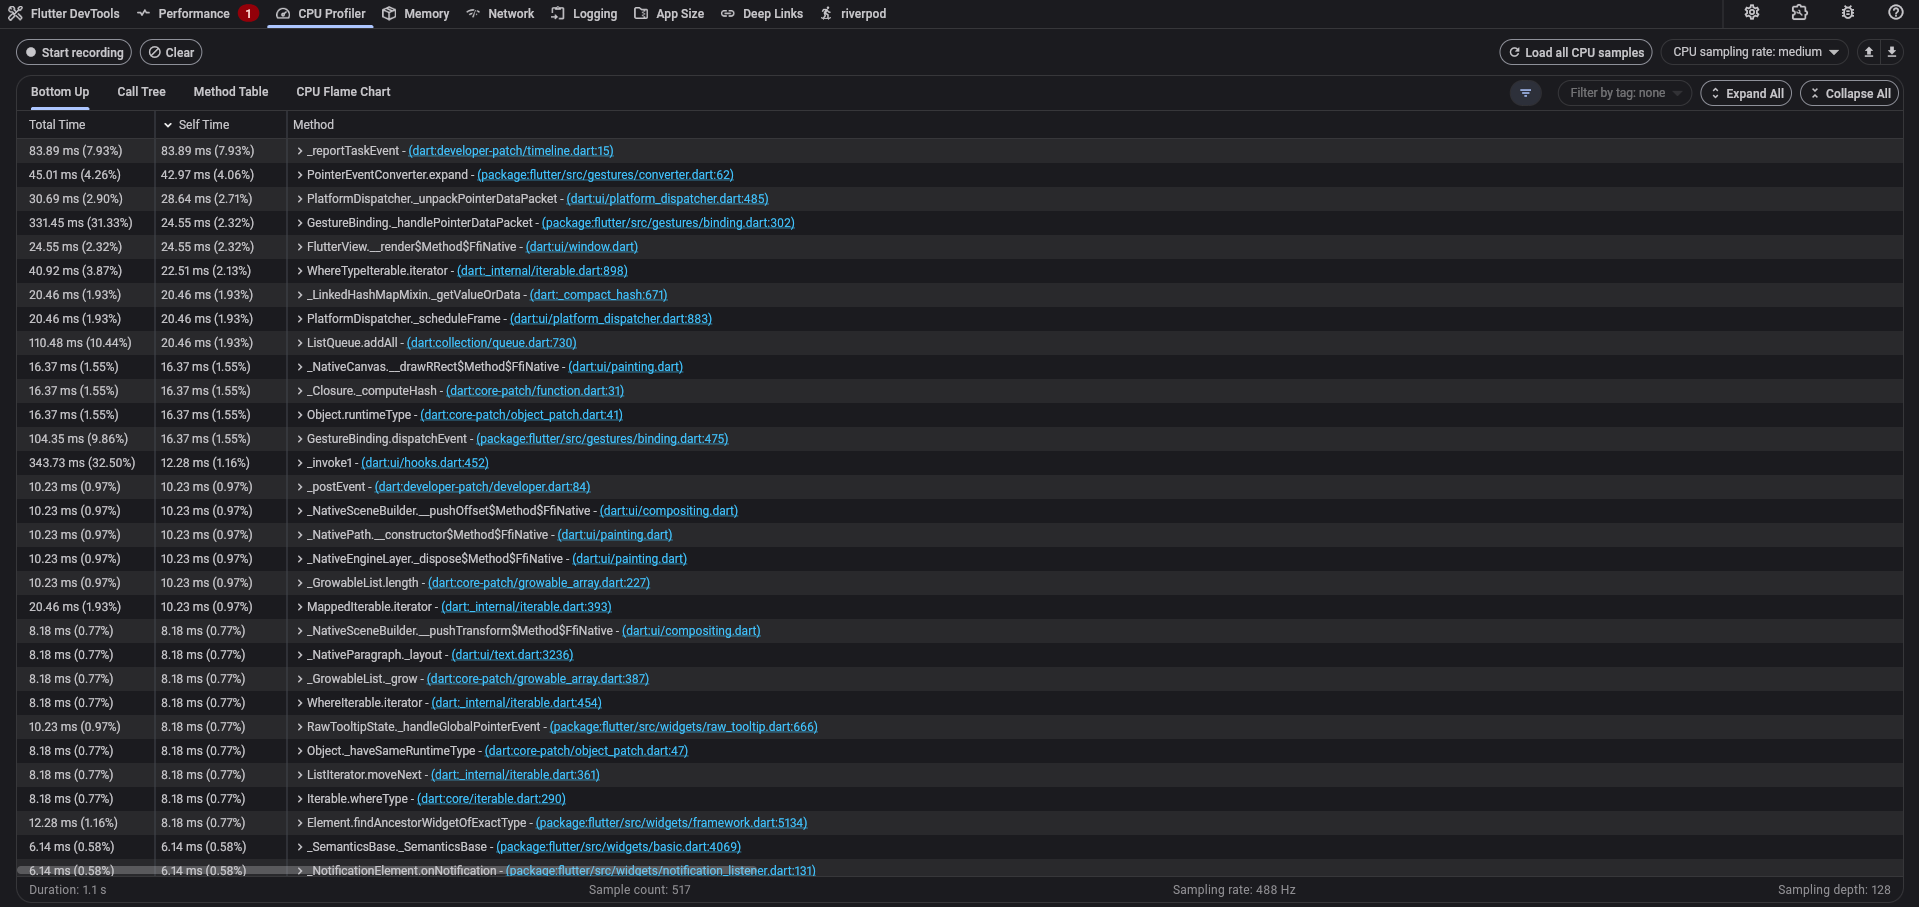 Flutter DevTools Performance 1 CPU Profiler Memory Network Logging App Size Deep Links riverpod
Start recording Clear Load all CPU samples CPU sampling rate: medium
Bottom Up Call Tree Method Table CPU Flame Chart Filter by tag: none Expand All Collapse All
Total Time Self Time Method
83.89 ms (7.93%) 83.89 ms (7.93%) _reportTaskEvent - (dart:developer-patch/timeline.dart:15)
45.01 ms (4.26%) 42.97 ms (4.06%) PointerEventConverter.expand - (package:flutter/src/gestures/converter.dart:62)
30.69 ms (2.90%) 28.64 ms (2.71%) PlatformDispatcher._unpackPointerDataPacket - (dart:ui/platform_dispatcher.dart:485)
331.45 ms (31.33%) 24.55 ms (2.32%) GestureBinding._handlePointerDataPacket - (package:flutter/src/gestures/binding.dart:302)
24.55 ms (2.32%) 24.55 ms (2.32%) FlutterView.__render$Method$FfiNative - (dart:ui/window.dart)
40.92 ms (3.87%) 22.51 ms (2.13%) WhereTypeIterable.iterator - (dart:_internal/iterable.dart:898)
20.46 ms (1.93%) 20.46 ms (1.93%) _LinkedHashMapMixin._getValueOrData - (dart:_compact_hash:671)
20.46 ms (1.93%) 20.46 ms (1.93%) PlatformDispatcher._scheduleFrame - (dart:ui/platform_dispatcher.dart:883)
110.48 ms (10.44%) 20.46 ms (1.93%) ListQueue.addAll - (dart:collection/queue.dart:730)
16.37 ms (1.55%) 16.37 ms (1.55%) _NativeCanvas.__drawRRect$Method$FfiNative - (dart:ui/painting.dart)
16.37 ms (1.55%) 16.37 ms (1.55%) _Closure._computeHash - (dart:core-patch/function.dart:31)
16.37 ms (1.55%) 16.37 ms (1.55%) Object.runtimeType - (dart:core-patch/object_patch.dart:41)
104.35 ms (9.86%) 16.37 ms (1.55%) GestureBinding.dispatchEvent - (package:flutter/src/gestures/binding.dart:475)
343.73 ms (32.50%) 12.28 ms (1.16%) _invoke1 - (dart:ui/hooks.dart:452)
10.23 ms (0.97%) 10.23 ms (0.97%) _postEvent - (dart:developer-patch/developer.dart:84)
10.23 ms (0.97%) 10.23 ms (0.97%) _NativeSceneBuilder.__pushOffset$Method$FfiNative - (dart:ui/compositing.dart)
10.23 ms (0.97%) 10.23 ms (0.97%) _NativePath.__constructor$Method$FfiNative - (dart:ui/painting.dart)
10.23 ms (0.97%) 10.23 ms (0.97%) _NativeEngineLayer._dispose$Method$FfiNative - (dart:ui/painting.dart)
10.23 ms (0.97%) 10.23 ms (0.97%) _GrowableList.length - (dart:core-patch/growable_array.dart:227)
20.46 ms (1.93%) 10.23 ms (0.97%) MappedIterable.iterator - (dart:_internal/iterable.dart:393)
8.18 ms (0.77%) 8.18 ms (0.77%) _NativeSceneBuilder.__pushTransform$Method$FfiNative - (dart:ui/compositing.dart)
8.18 ms (0.77%) 8.18 ms (0.77%) _NativeParagraph._layout - (dart:ui/text.dart:3236)
8.18 ms (0.77%) 8.18 ms (0.77%) _GrowableList._grow - (dart:core-patch/growable_array.dart:387)
8.18 ms (0.77%) 8.18 ms (0.77%) WhereIterable.iterator - (dart:_internal/iterable.dart:454)
10.23 ms (0.97%) 8.18 ms (0.77%) RawTooltipState._handleGlobalPointerEvent - (package:flutter/src/widgets/raw_tooltip.dart:666)
8.18 ms (0.77%) 8.18 ms (0.77%) Object._haveSameRuntimeType - (dart:core-patch/object_patch.dart:47)
8.18 ms (0.77%) 8.18 ms (0.77%) ListIterator.moveNext - (dart:_internal/iterable.dart:361)
8.18 ms (0.77%) 8.18 ms (0.77%) Iterable.whereType - (dart:core/iterable.dart:290)
12.28 ms (1.16%) 8.18 ms (0.77%) Element.findAncestorWidgetOfExactType - (package:flutter/src/widgets/framework.dart:5134)
6.14 ms (0.58%) 6.14 ms (0.58%) _SemanticsBase._SemanticsBase - (package:flutter/src/widgets/basic.dart:4069)
6.14 ms (0.58%) 6.14 ms (0.58%) _NotificationElement.onNotification - (package:flutter/src/widgets/notification_listener.dart:131)
Duration: 1.1 s Sample count: 517 Sampling rate: 488 Hz Sampling depth: 128